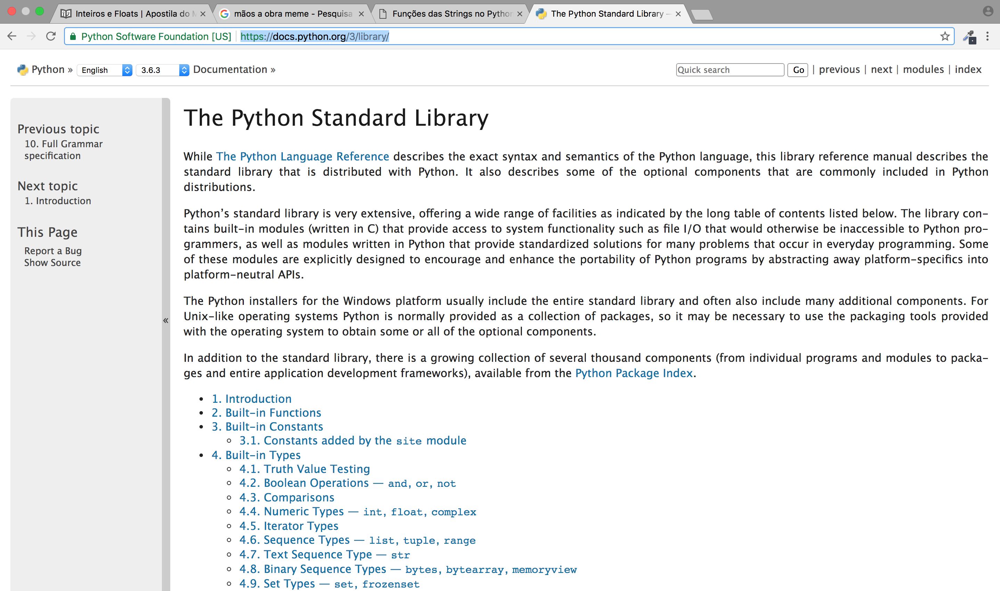 Inteiros e Floats | Apostila do
mãos a obra meme - Pesquisa
Funções das Strings no Python
The Python Standard Library —
Python Software Foundation [US] https://docs.python.org/3/library/
Python » English 3.6.3 Documentation » Quick search Go | previous | next | modules | index
Previous topic
10. Full Grammar
specification
Next topic
1. Introduction
This Page
Report a Bug
Show Source
«
The Python Standard Library
While The Python Language Reference describes the exact syntax and semantics of the Python language, this library reference manual describes the
standard library that is distributed with Python. It also describes some of the optional components that are commonly included in Python
distributions.
Python’s standard library is very extensive, offering a wide range of facilities as indicated by the long table of contents listed below. The library con-
tains built-in modules (written in C) that provide access to system functionality such as file I/O that would otherwise be inaccessible to Python pro-
grammers, as well as modules written in Python that provide standardized solutions for many problems that occur in everyday programming. Some
of these modules are explicitly designed to encourage and enhance the portability of Python programs by abstracting away platform-specifics into
platform-neutral APIs.
The Python installers for the Windows platform usually include the entire standard library and often also include many additional components. For
Unix-like operating systems Python is normally provided as a collection of packages, so it may be necessary to use the packaging tools provided
with the operating system to obtain some or all of the optional components.
In addition to the standard library, there is a growing collection of several thousand components (from individual programs and modules to packa-
ges and entire application development frameworks), available from the Python Package Index.
• 1. Introduction
• 2. Built-in Functions
• 3. Built-in Constants
◦ 3.1. Constants added by the site module
• 4. Built-in Types
◦ 4.1. Truth Value Testing
◦ 4.2. Boolean Operations — and, or, not
◦ 4.3. Comparisons
◦ 4.4. Numeric Types — int, float, complex
◦ 4.5. Iterator Types
◦ 4.6. Sequence Types — list, tuple, range
◦ 4.7. Text Sequence Type — str
◦ 4.8. Binary Sequence Types — bytes, bytearray, memoryview
◦ 4.9. Set Types — set, frozenset